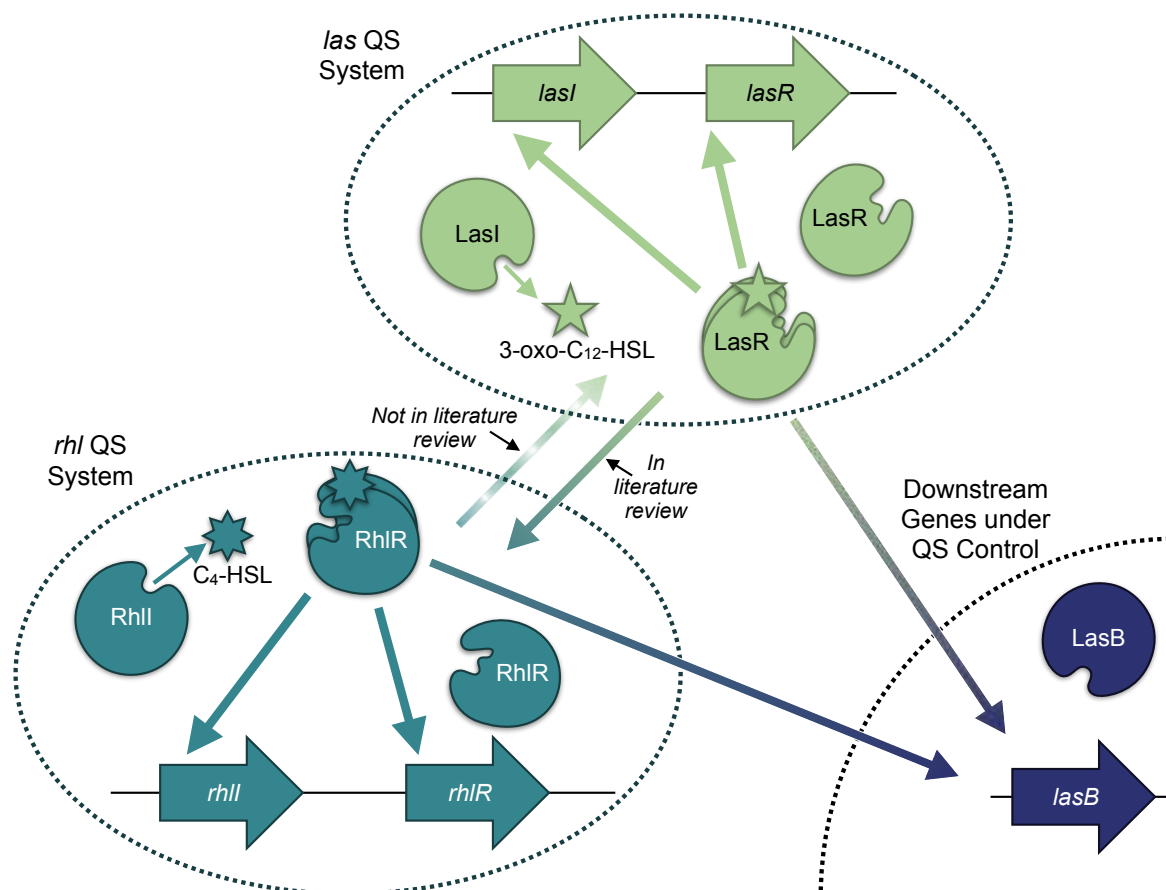 las QS
System
lasI
lasR
LasI
LasR
3-oxo-C12-HSL
LasR
Not in literature
review
In
literature
review
rhl QS
System
RhlR
C4-HSL
RhlI
RhlR
rhlI
rhlR
Downstream
Genes under
QS Control
LasB
lasB